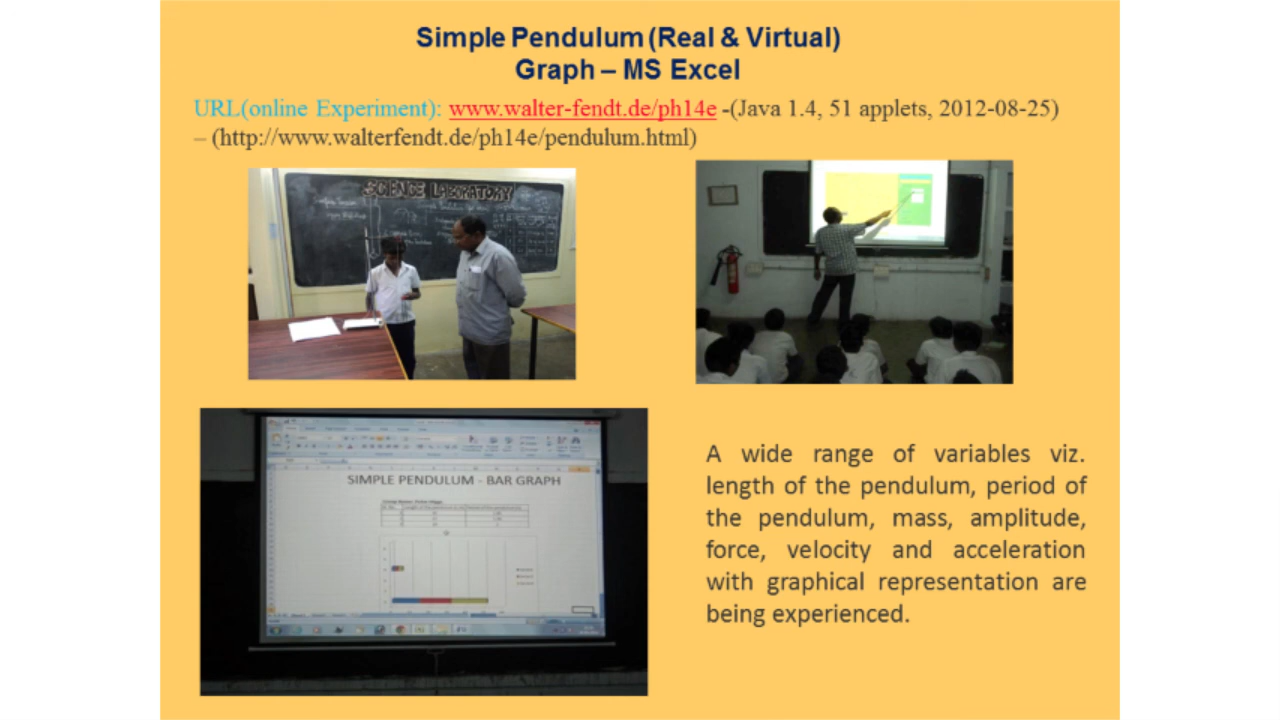 Simple Pendulum (Real & Virtual)
Graph – MS Excel
URL(online Experiment): www.walter-fendt.de/ph14e -(Java 1.4, 51 applets, 2012-08-25)
– (http://www.walterfendt.de/ph14e/pendulum.html)
SCIENCE LABORATORY
SIMPLE PENDULUM - BAR GRAPH
A wide range of variables viz.
length of the pendulum, period of
the pendulum, mass, amplitude,
force, velocity and acceleration
with graphical representation are
being experienced.